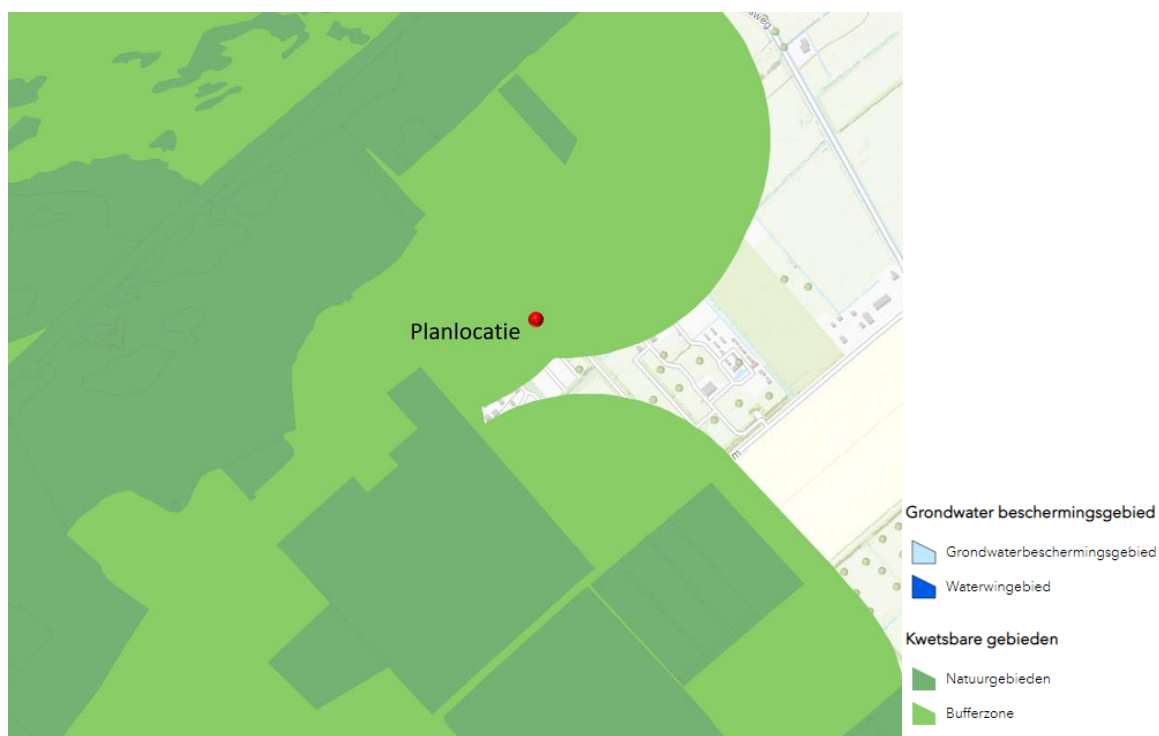 Planlocatie
Grondwater beschermingsgebied
Grondwaterbeschermingsgebied
Waterwingebied
Kwetsbare gebieden
Natuurgebieden
Bufferzone